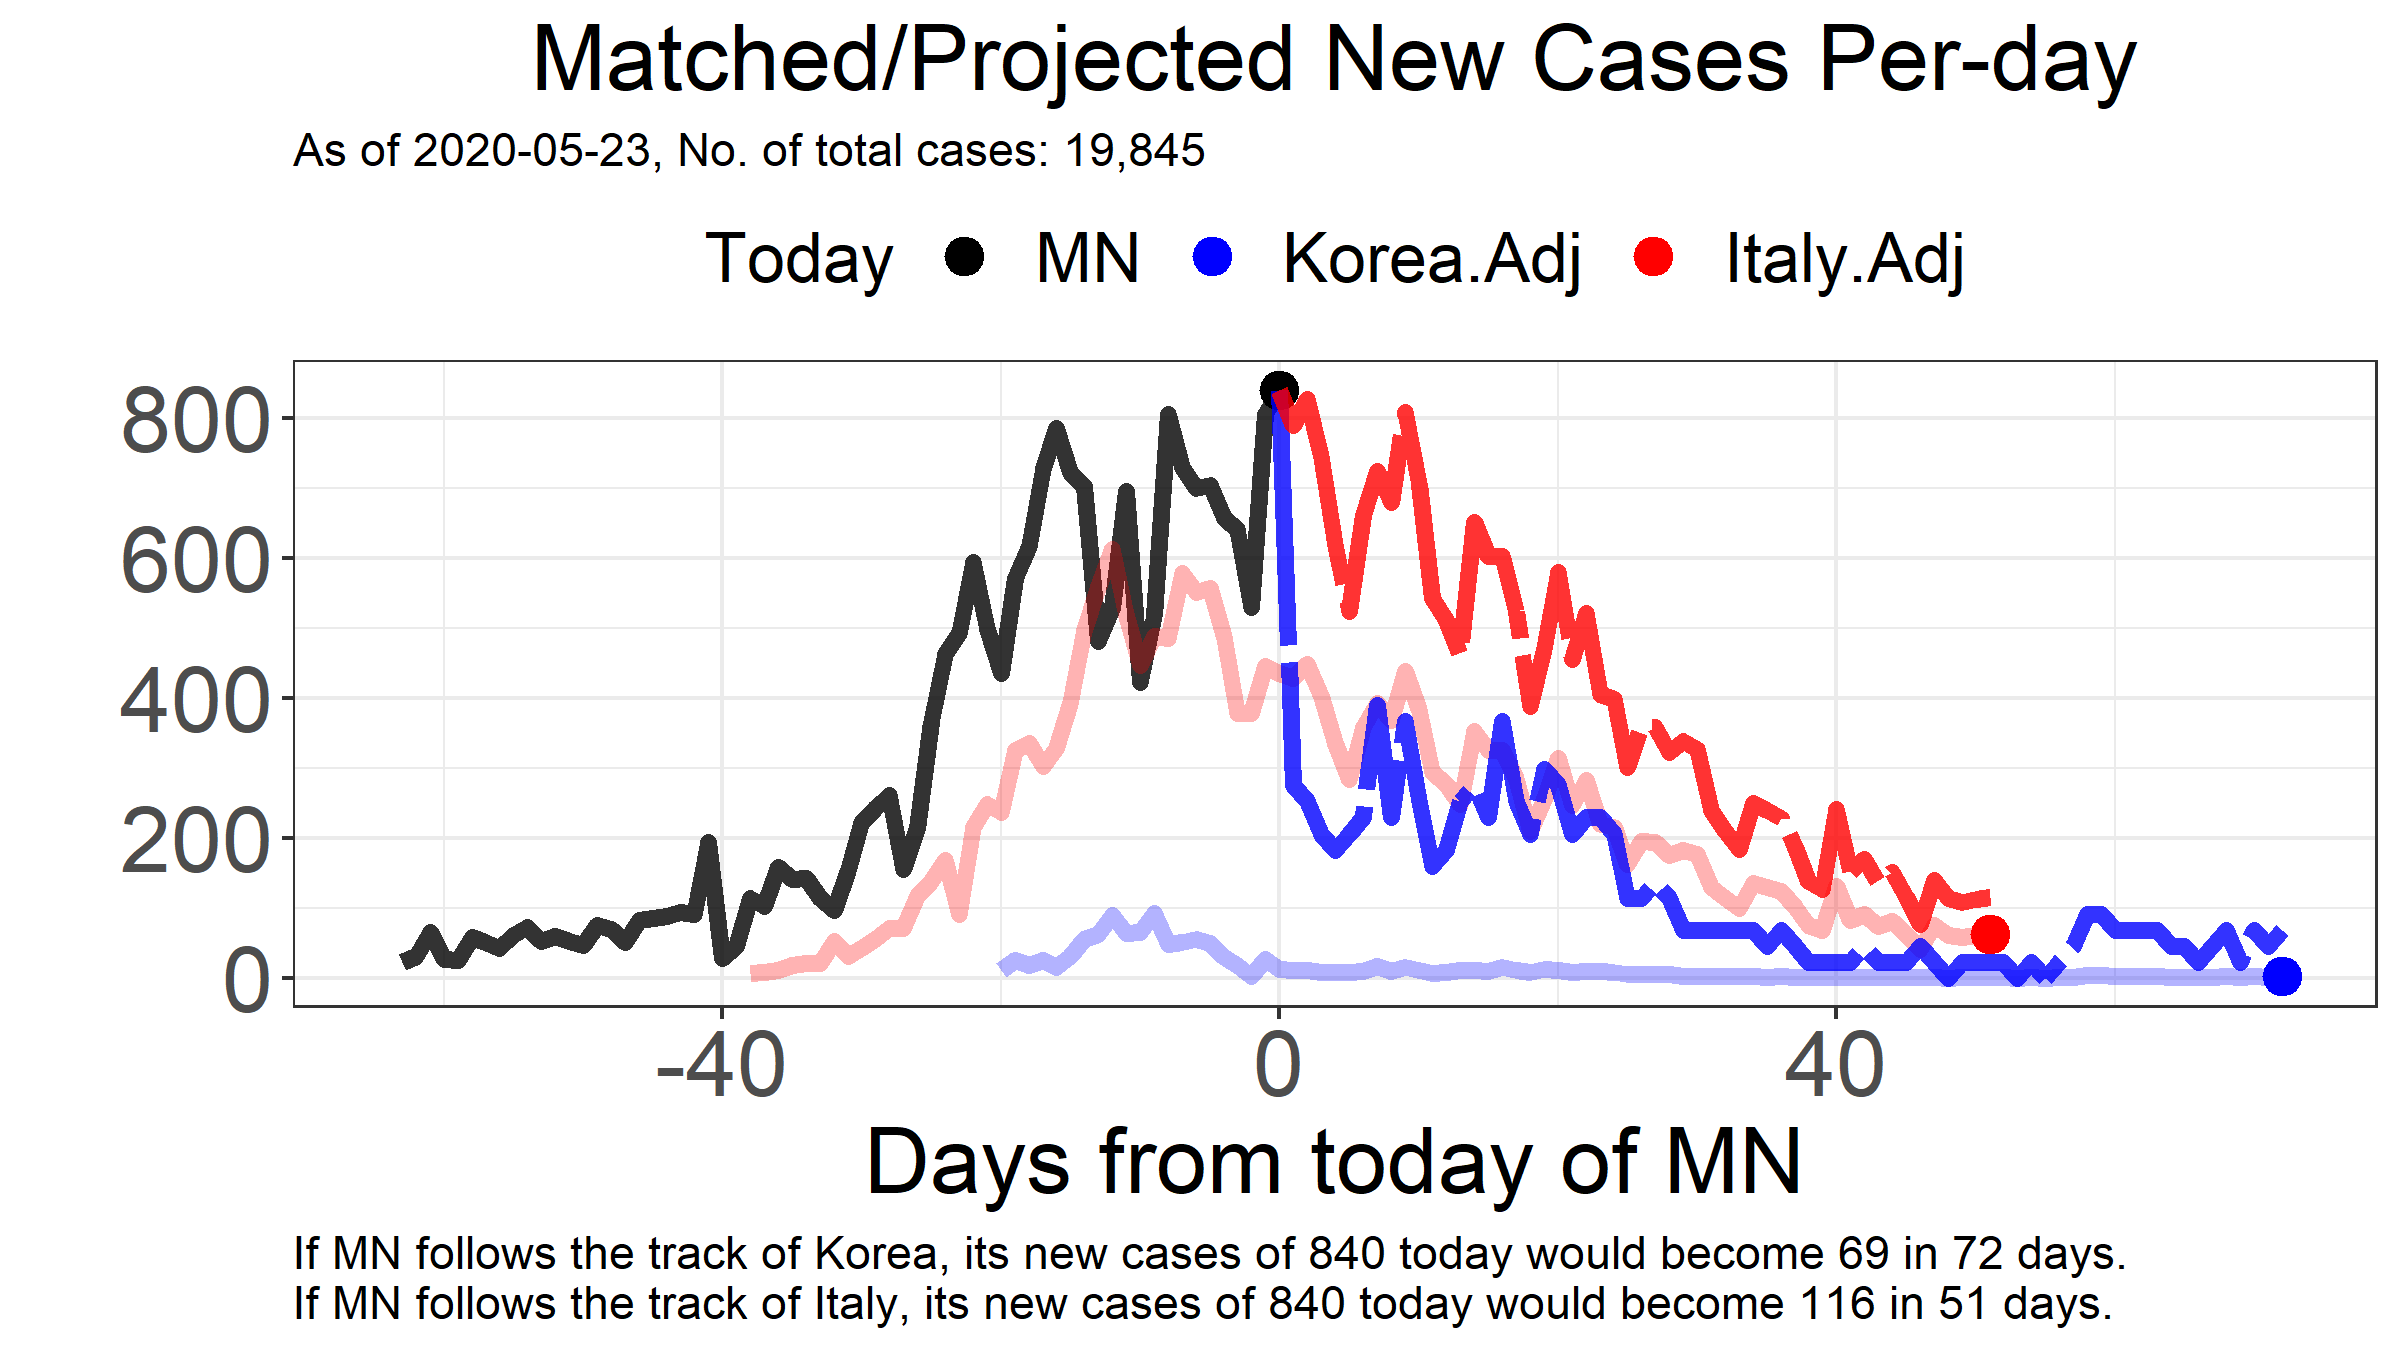 Matched/Projected New Cases Per-day
As of 2020-05-23, No. of total cases: 19,845
Today MN Korea.Adj Italy.Adj
800
600
400
200
0
-40 0 40
Days from today of MN
If MN follows the track of Korea, its new cases of 840 today would become 69 in 72 days.
If MN follows the track of Italy, its new cases of 840 today would become 116 in 51 days.